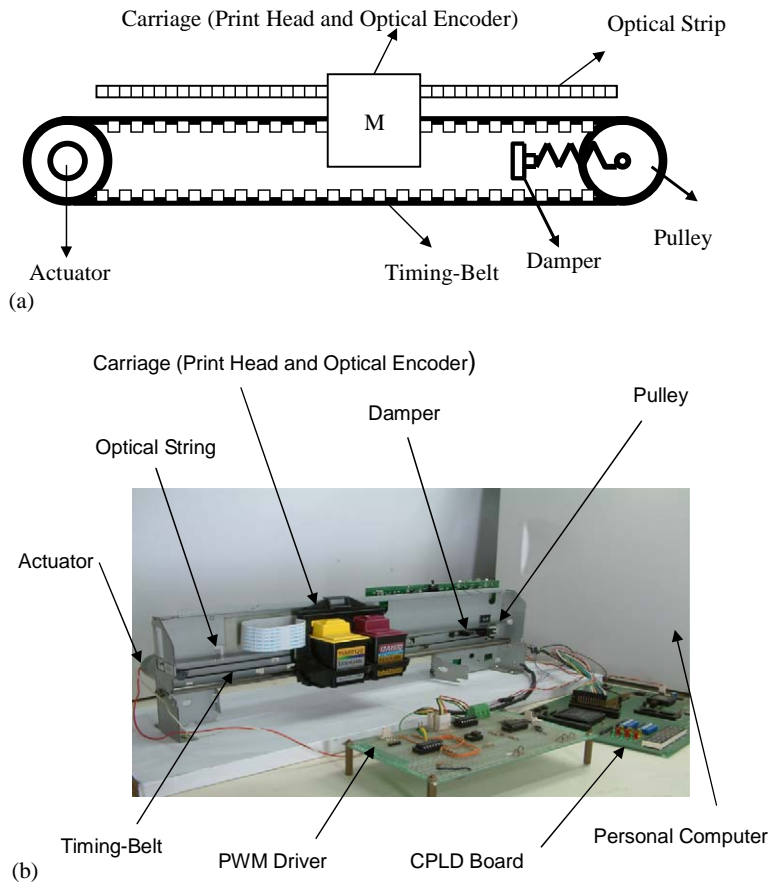 Carriage (Print Head and Optical Encoder)
Optical Strip
M
Pulley
Damper
Actuator
Timing-Belt
(a)
Carriage (Print Head and Optical Encoder)
Pulley
Damper
Optical String
Actuator
Timing-Belt
PWM Driver
CPLD Board
Personal Computer
(b)